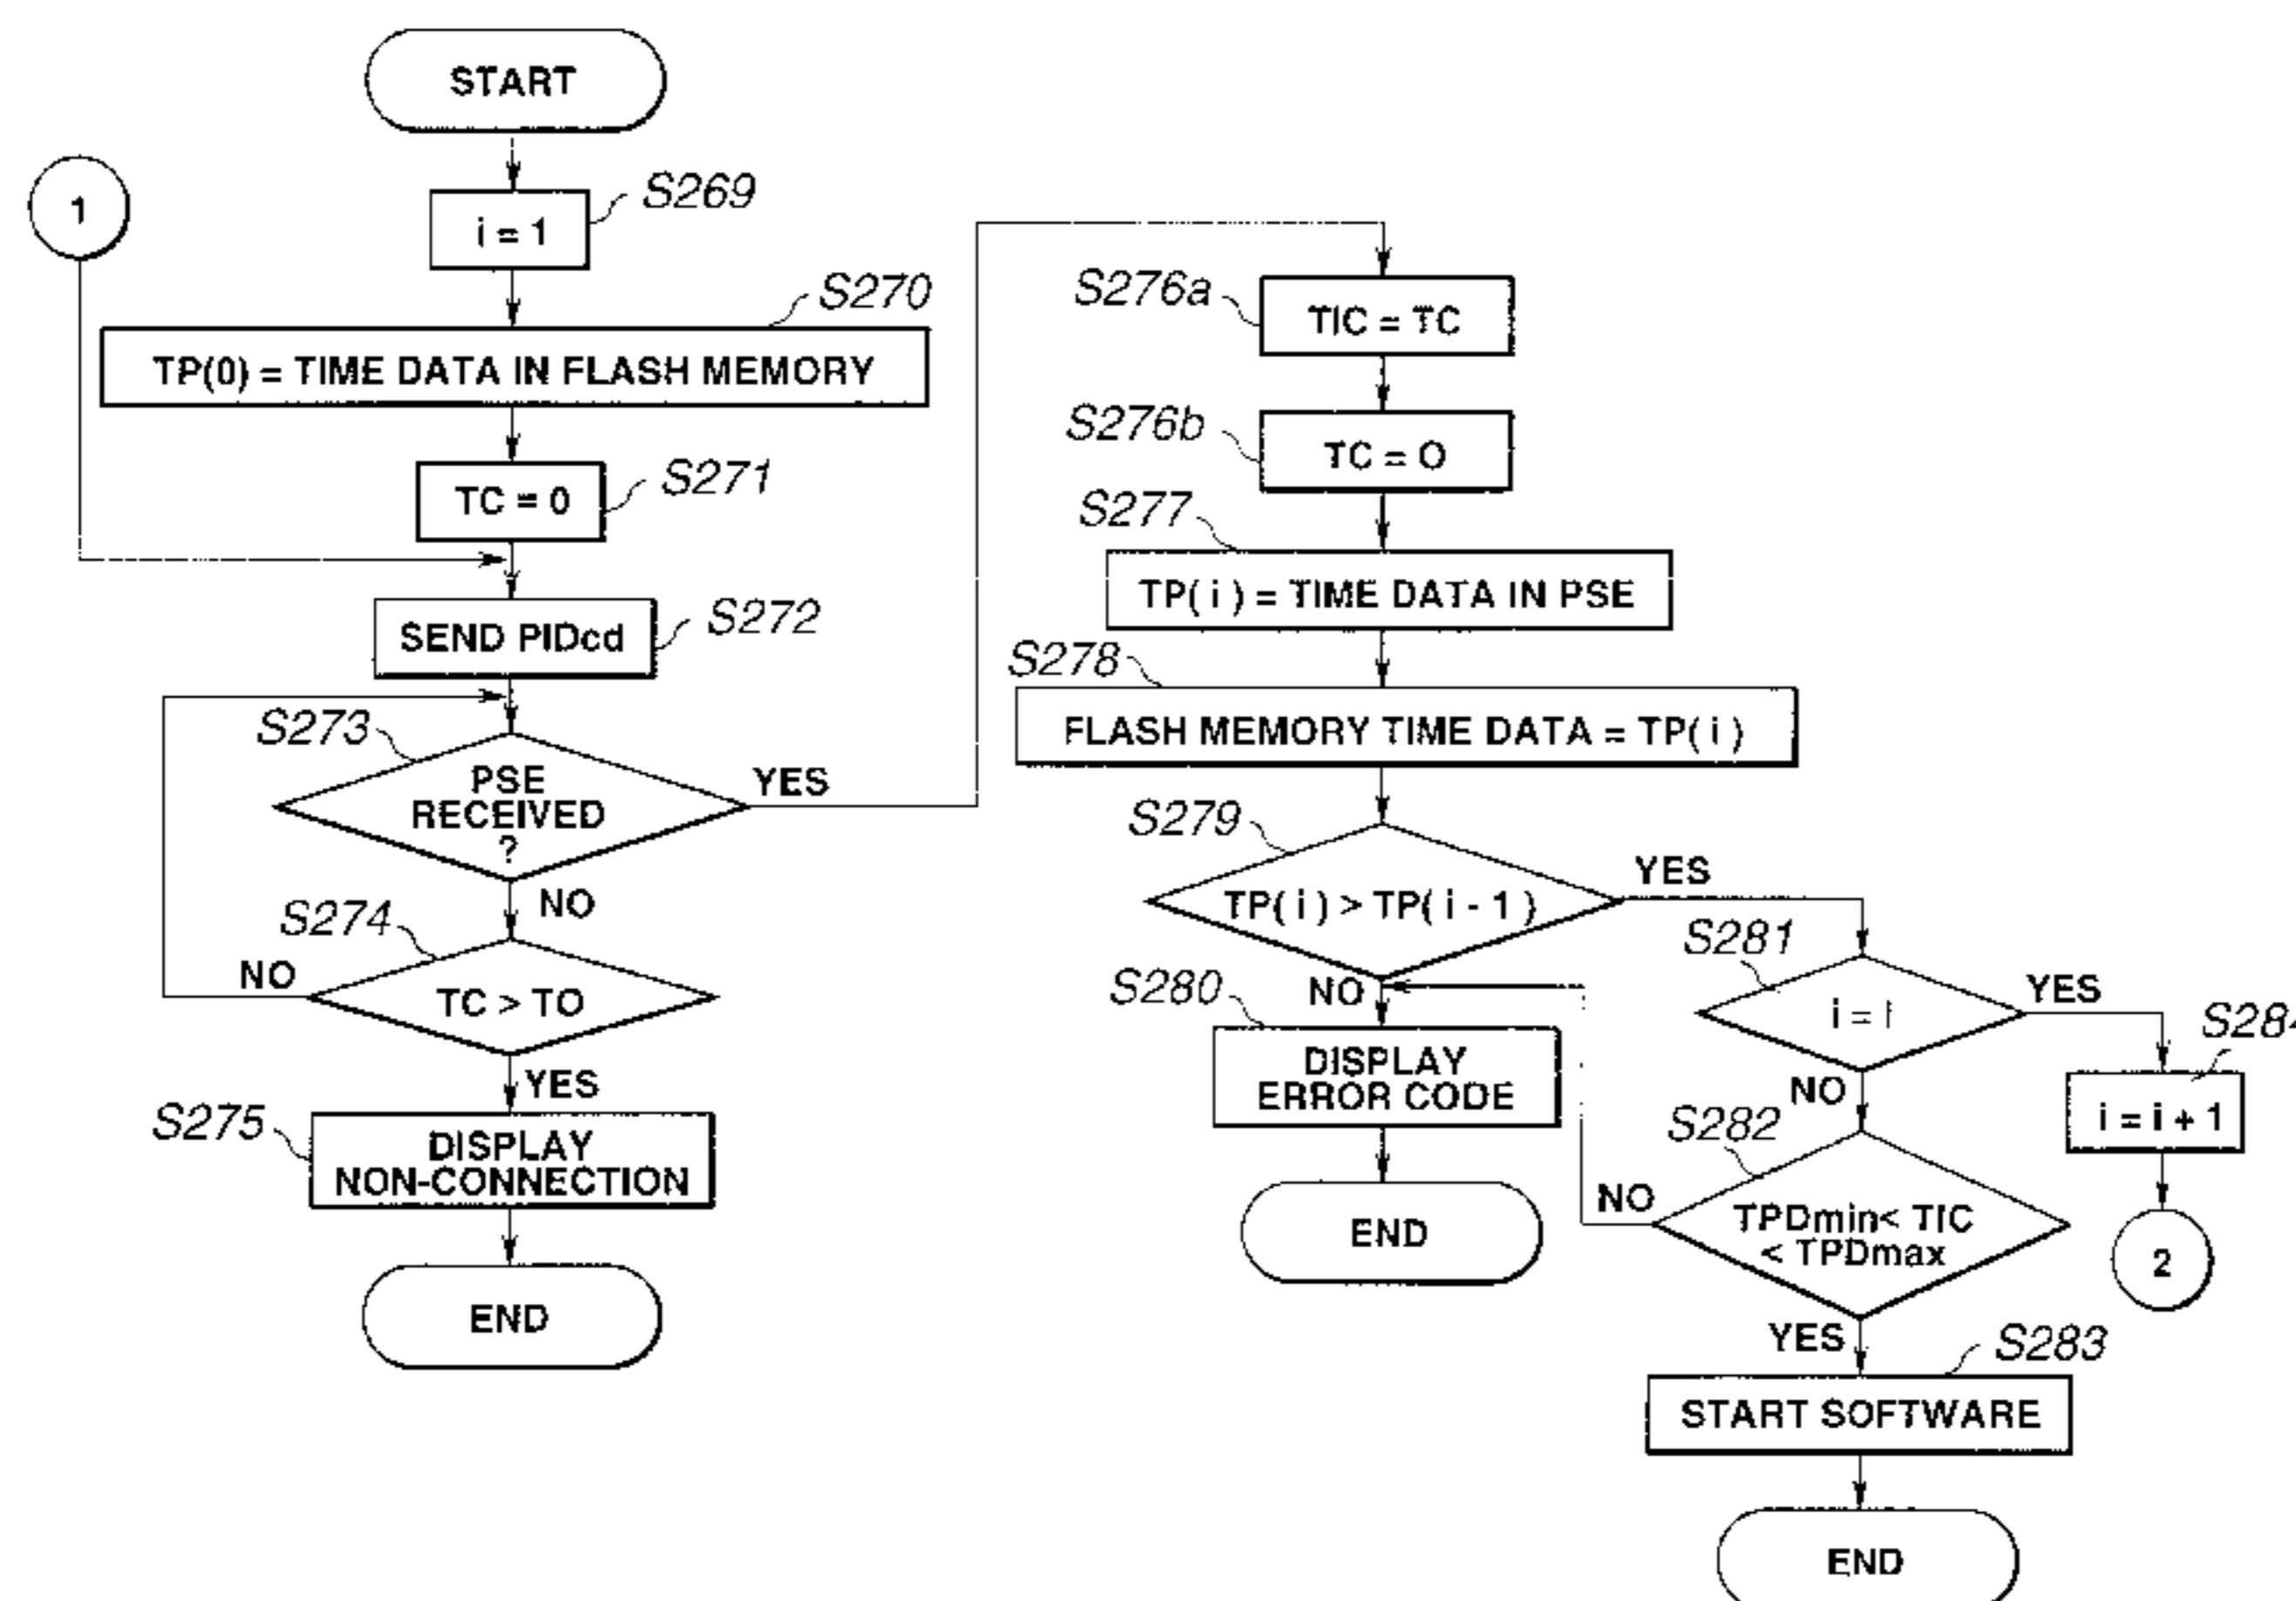 START
1
S269
i = 1
S270
TP(0) = TIME DATA IN FLASH MEMORY
S271
TC = 0
S272
SEND PIDcd
S273
PSE
RECEIVED
?
YES
NO
S274
NO
TC > TO
YES
S275
DISPLAY
NON-CONNECTION
END
S276a
TIC = TC
S276b
TC = O
S277
TP( i ) = TIME DATA IN PSE
S278
FLASH MEMORY TIME DATA = TP( i )
S279
TP( i ) > TP( i - 1 )
YES
NO
S280
DISPLAY
ERROR CODE
END
S281
i = I
YES
NO
S284
i = i + 1
2
S282
TPDmin< TIC
< TPDmax
NO
YES
S283
START SOFTWARE
END